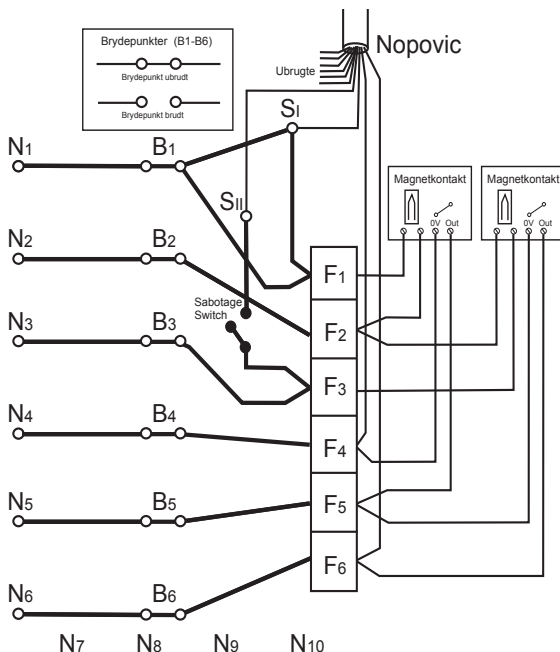 Brydepunkter (B1-B6)
Brydepunkt ubrudt
Brydepunkt brudt
Nopovic
Ubrugte
SI
SII
N1 B1
N2 B2
N3 B3
N4 B4
N5 B5
N6 B6
N7 N8 N9 N10
Sabotage
Switch
F1
F2
F3
F4
F5
F6
Magnetkontakt
0V Out
Magnetkontakt
0V Out